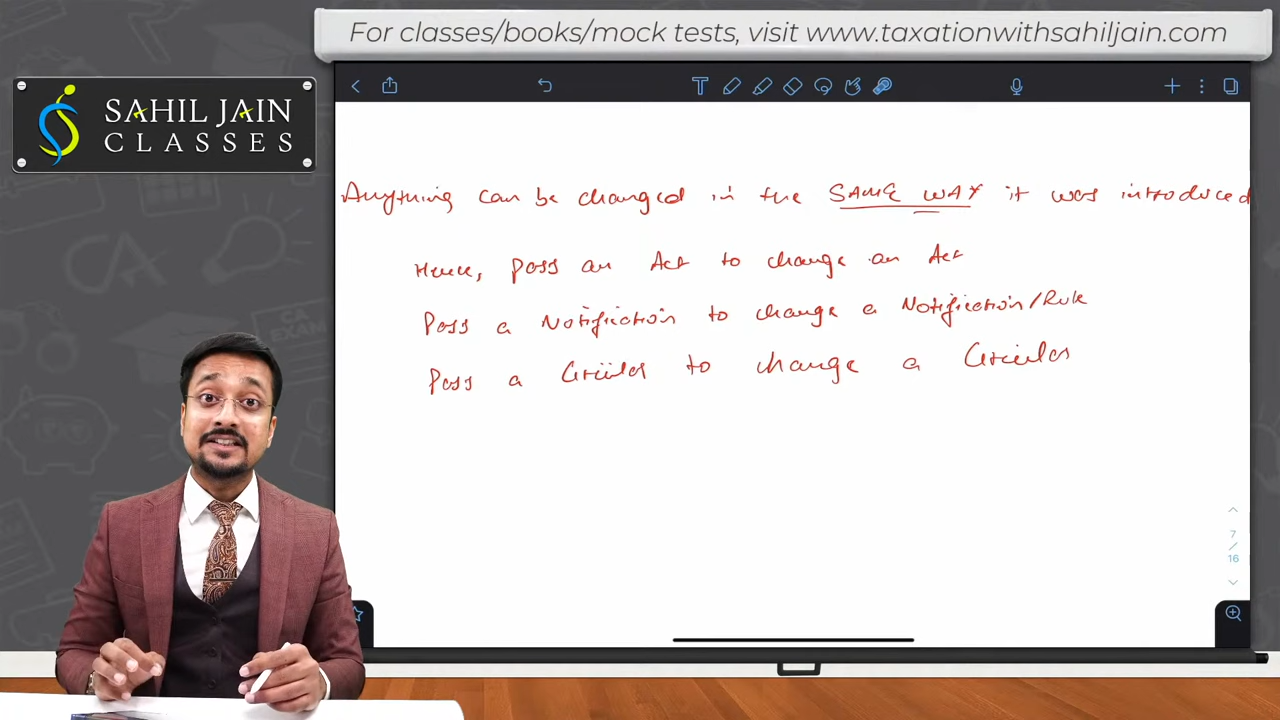 For classes/books/mock tests, visit www.taxationwithsahiljain.com
SAHIL JAIN
CLASSES
Anything can be changed in the SAME WAY it was introduced
Hence, Pass an Act to change an Act
Pass a Notification to change a Notification/Rule
Pass a Circular to change a Circular
7
/
16